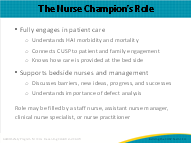 The Nurse Champion's Role
• Fully engages in patient care
o Understands HAI morbidity and mortality
o Connects CUSP to patient and family engagement
o Knows how care is provided at the bedside
• Supports bedside nurses and management
o Discusses barriers, new ideas, progress, and successes
o Understands importance of defect analysis
Role may be filled by a staff nurse, assistant nurse manager,
clinical nurse specialist, or nurse educator